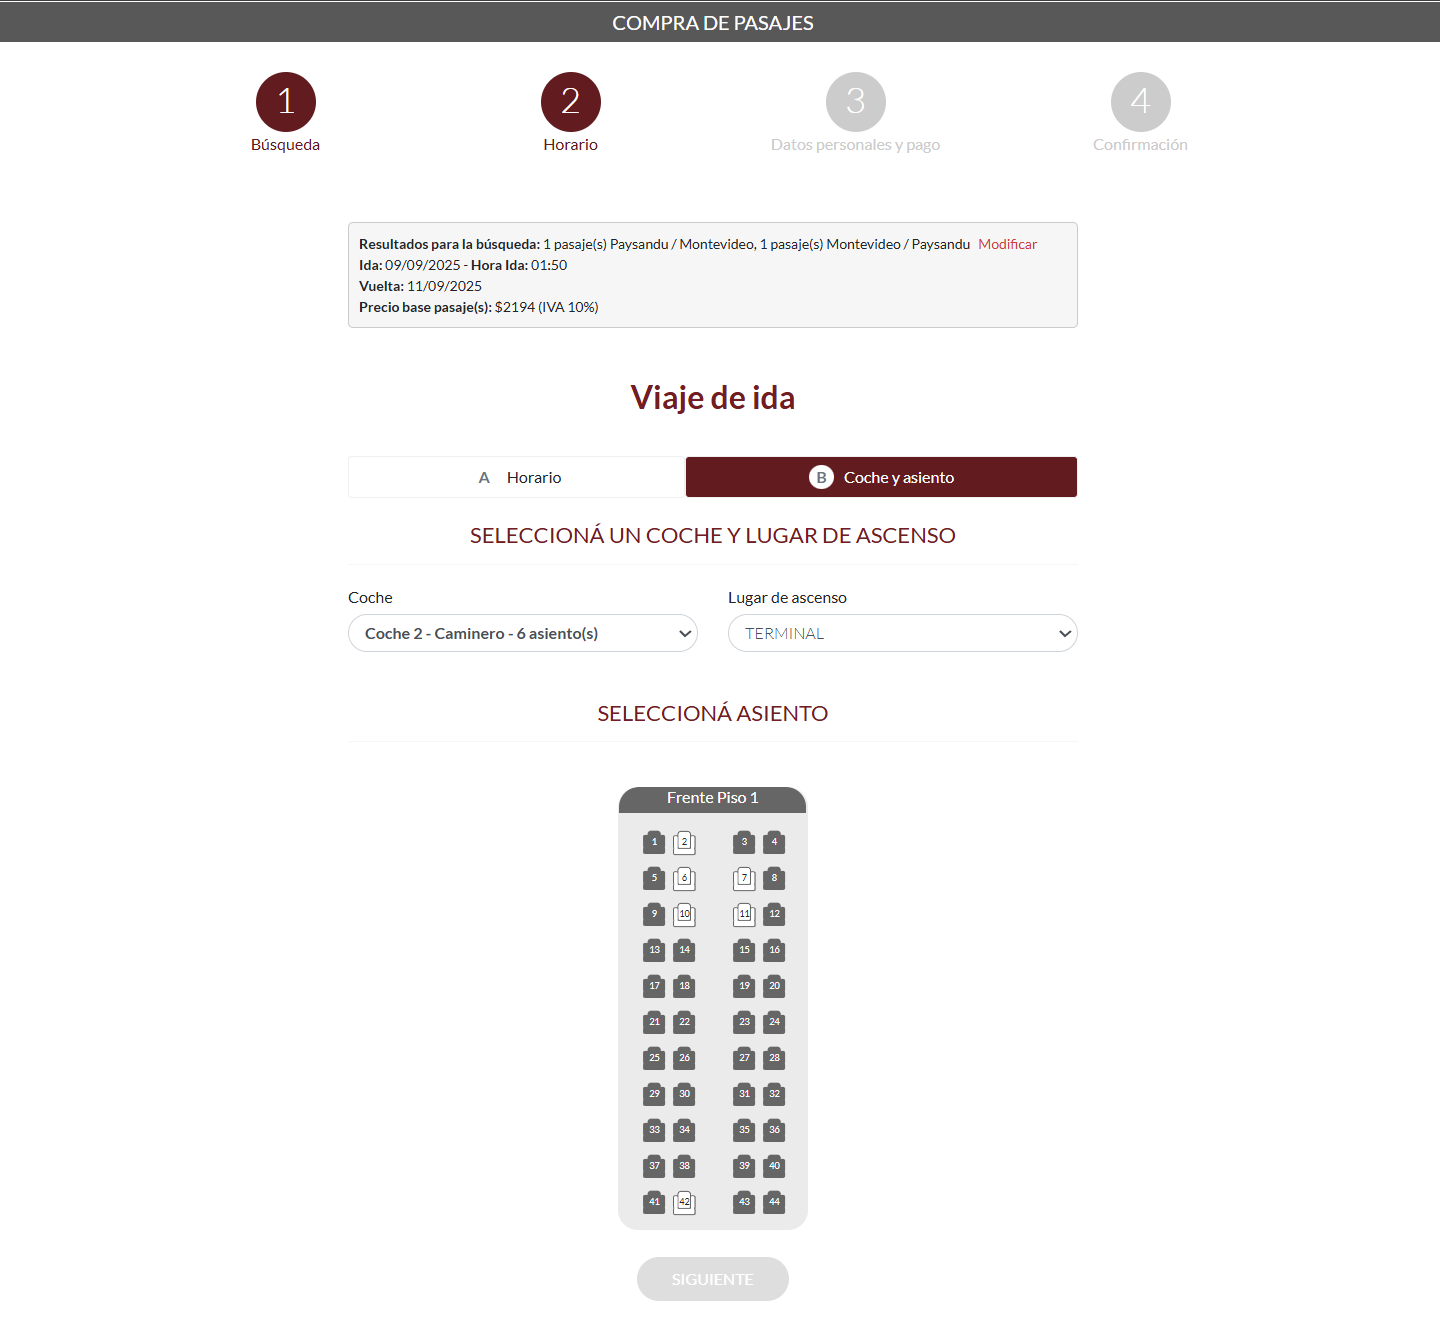 COMPRA DE PASAJES
1 2 3 4
Búsqueda Horario Datos personales y pago Confirmación
Resultados para la búsqueda: 1 pasaje(s) Paysandu / Montevideo, 1 pasaje(s) Montevideo / Paysandu Modificar
Ida: 09/09/2025 - Hora Ida: 01:50
Vuelta: 11/09/2025
Precio base pasaje(s): $2194 (IVA 10%)
Viaje de ida
A Horario B Coche y asiento
SELECCIONÁ UN COCHE Y LUGAR DE ASCENSO
Coche Lugar de ascenso
Coche 2 - Caminero - 6 asiento(s) TERMINAL
SELECCIONÁ ASIENTO
Frente Piso 1
1 2 3 4
5 6 7 8
9 10 11 12
13 14 15 16
17 18 19 20
21 22 23 24
25 26 27 28
29 30 31 32
33 34 35 36
37 38 39 40
41 42 43 44
SIGUIENTE